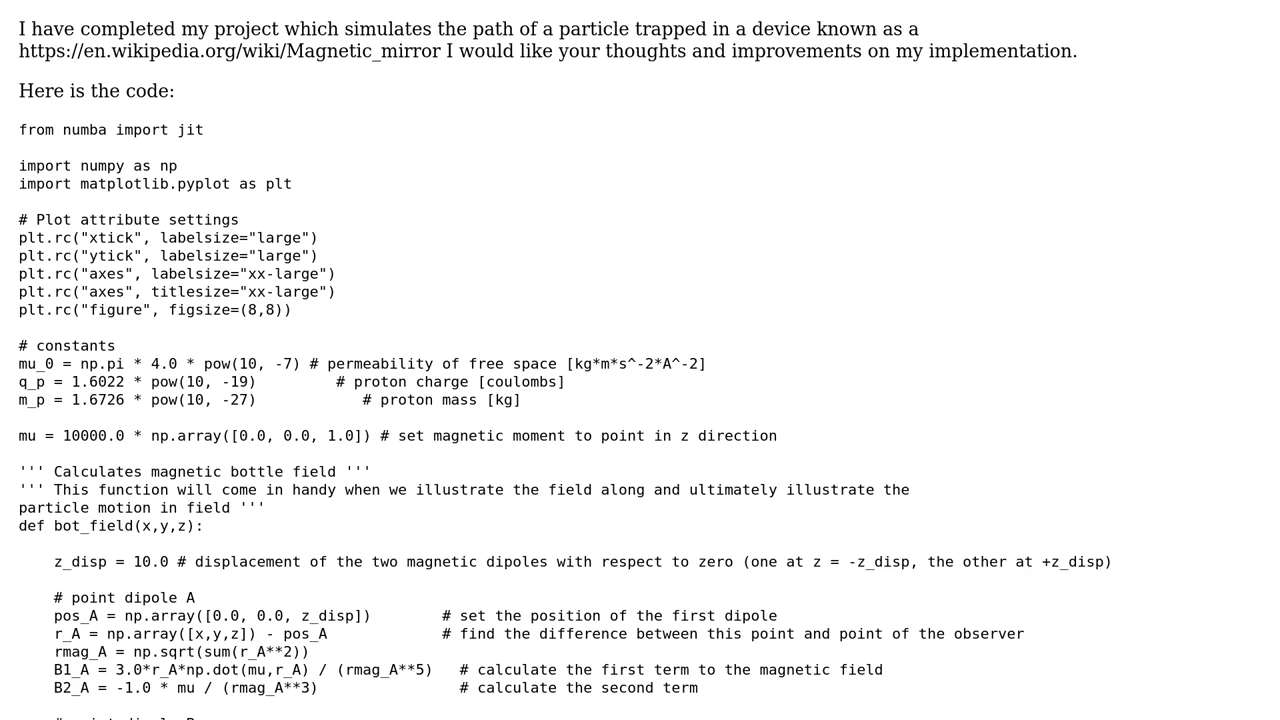 I have completed my project which simulates the path of a particle trapped in a device known as a
https://en.wikipedia.org/wiki/Magnetic_mirror I would like your thoughts and improvements on my implementation.
Here is the code:
from numba import jit
import numpy as np
import matplotlib.pyplot as plt
# Plot attribute settings
plt.rc("xtick", labelsize="large")
plt.rc("ytick", labelsize="large")
plt.rc("axes", labelsize="xx-large")
plt.rc("axes", titlesize="xx-large")
plt.rc("figure", figsize=(8,8))
# constants
mu_0 = np.pi * 4.0 * pow(10, -7) # permeability of free space [kg*m*s^-2*A^-2]
q_p = 1.6022 * pow(10, -19)         # proton charge [coulombs]
m_p = 1.6726 * pow(10, -27)            # proton mass [kg]
mu = 10000.0 * np.array([0.0, 0.0, 1.0]) # set magnetic moment to point in z direction
''' Calculates magnetic bottle field '''
''' This function will come in handy when we illustrate the field along and ultimately illustrate the
particle motion in field '''
def bot_field(x,y,z):
    z_disp = 10.0 # displacement of the two magnetic dipoles with respect to zero (one at z = -z_disp, the other at +z_disp)
    # point dipole A
    pos_A = np.array([0.0, 0.0, z_disp])        # set the position of the first dipole
    r_A = np.array([x,y,z]) - pos_A             # find the difference between this point and point of the observer
    rmag_A = np.sqrt(sum(r_A**2))
    B1_A = 3.0*r_A*np.dot(mu,r_A) / (rmag_A**5)   # calculate the first term to the magnetic field
    B2_A = -1.0 * mu / (rmag_A**3)                # calculate the second term